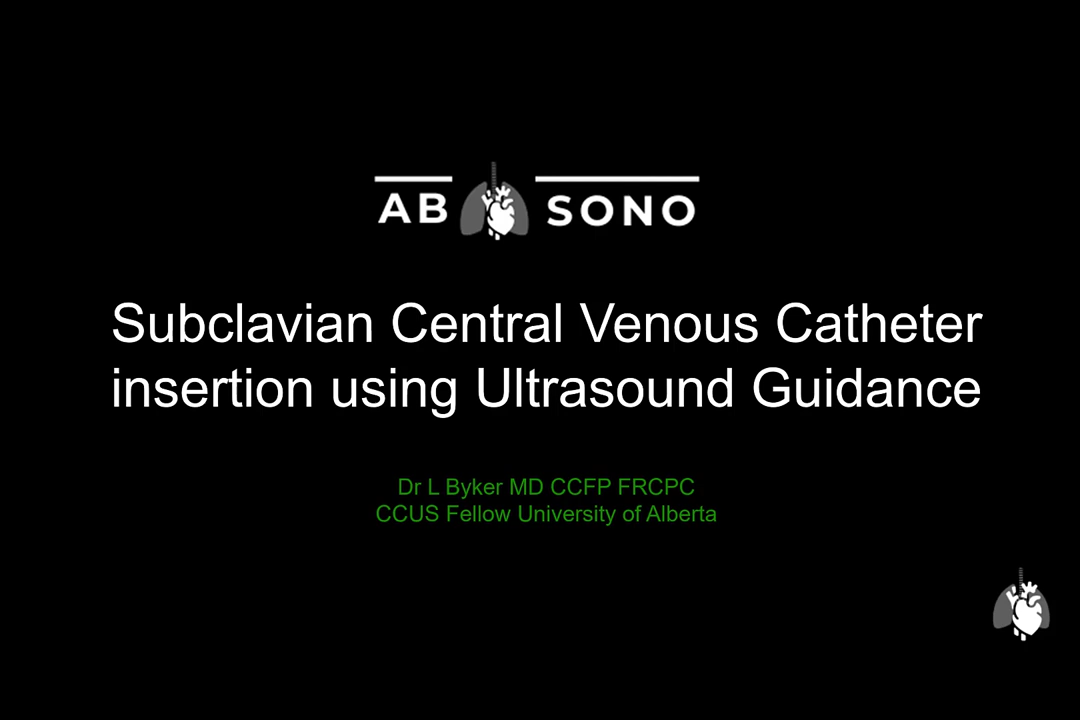 AB SONO
Subclavian Central Venous Catheter
insertion using Ultrasound Guidance
Dr L Byker MD CCFP FRCPC
CCUS Fellow University of Alberta